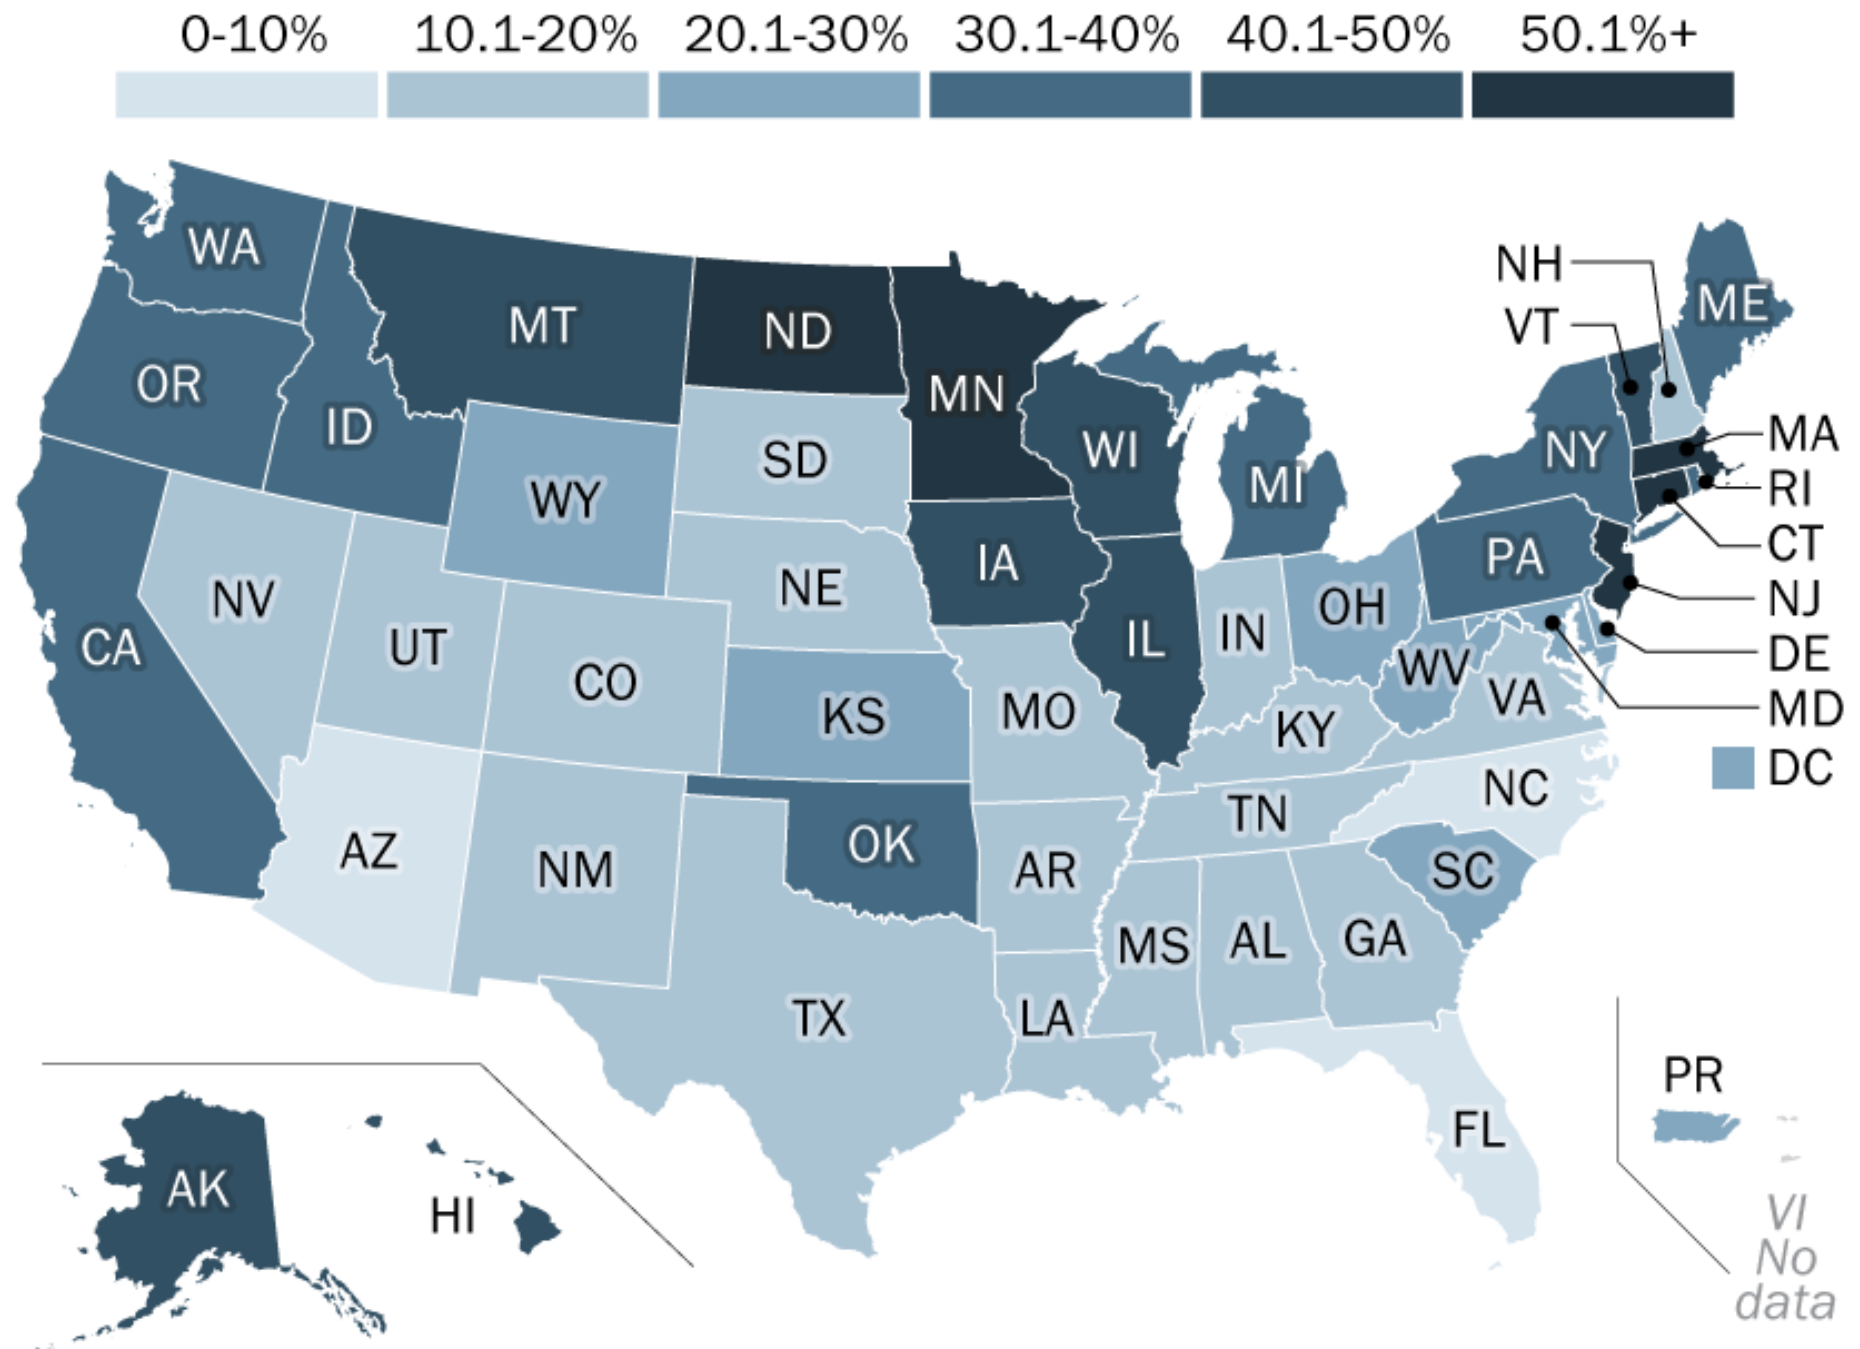 0-10%
10.1-20%
20.1-30%
30.1-40%
40.1-50%
50.1%+
WA
OR
ID
MT
ND
MN
WI
MI
NH
VT
ME
NY
MA
RI
CT
NJ
DE
MD
DC
PA
SD
WY
IA
NE
NV
UT
CO
CA
KS
MO
IL
IN
OH
WV
VA
KY
NC
TN
SC
AZ
NM
OK
AR
MS
AL
GA
TX
LA
FL
AK
HI
PR
VI
No
data